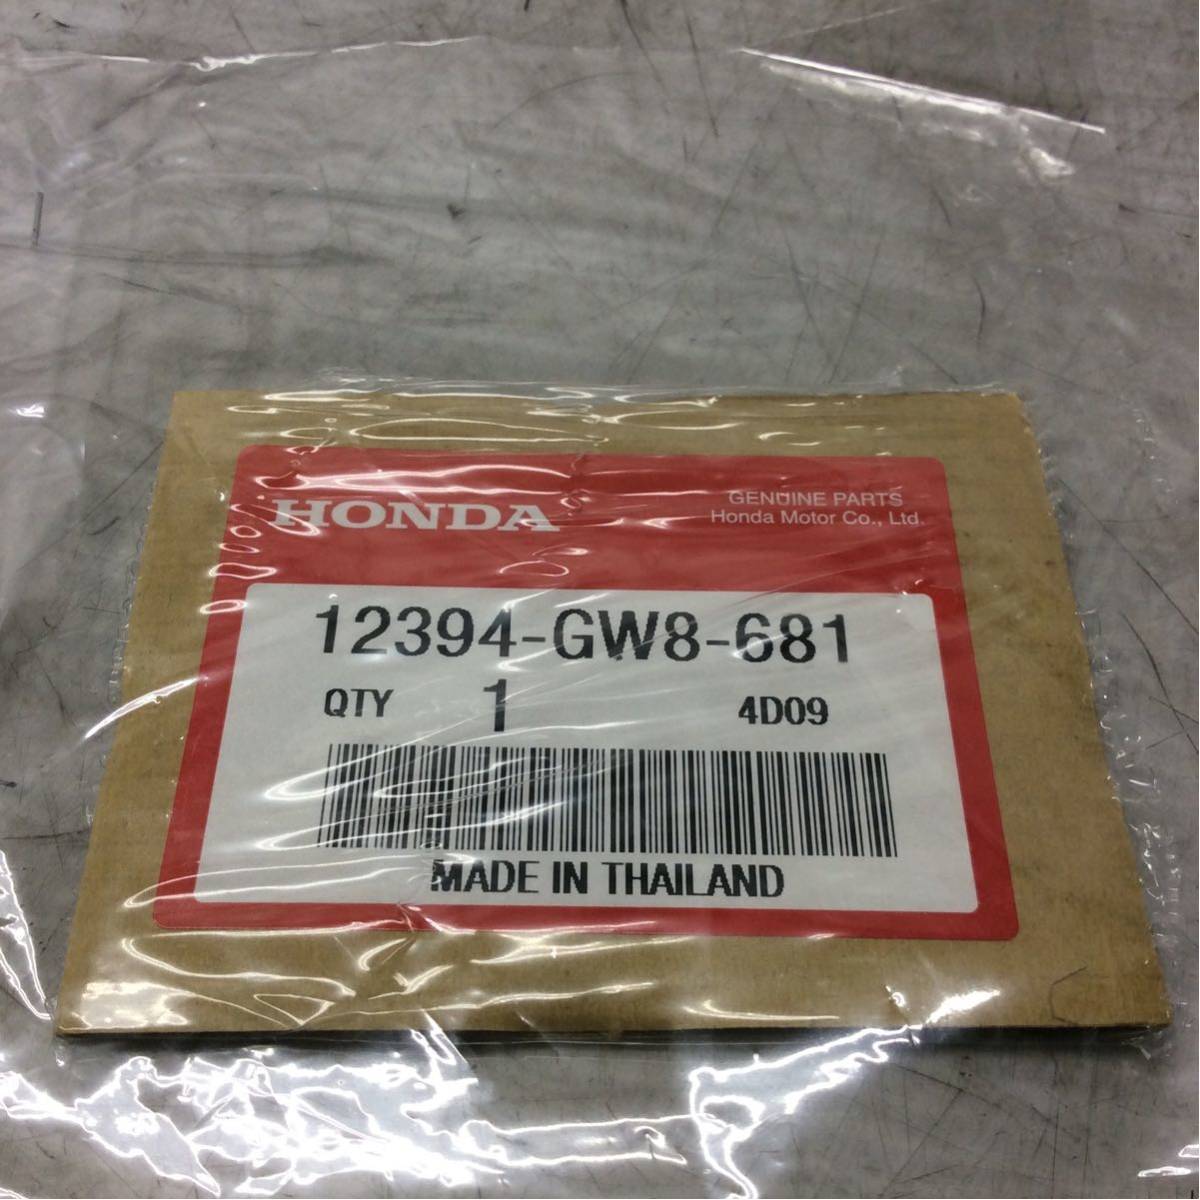 HONDA
GENUINE PARTS
Honda Motor Co., Ltd.
12394-GW8-681
QTY 1 4D09
MADE IN THAILAND